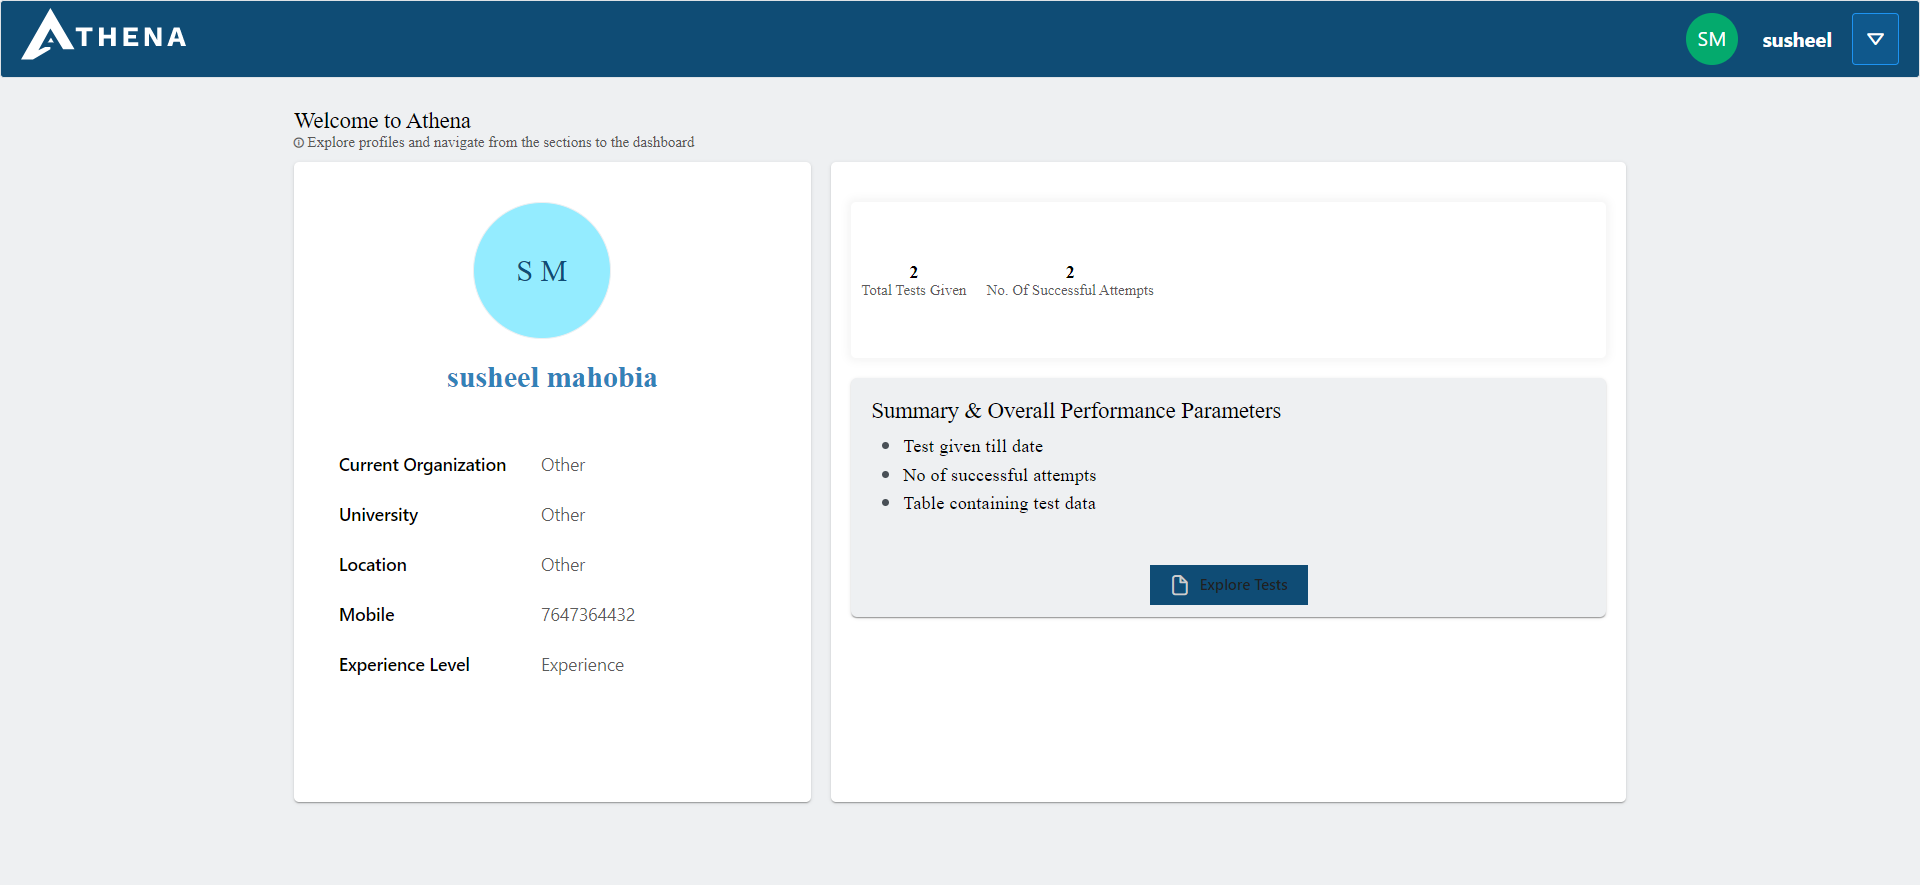 ATHENA
SM susheel
Welcome to Athena
Explore profiles and navigate from the sections to the dashboard
S M
susheel mahobia
Current Organization Other
University Other
Location Other
Mobile 7647364432
Experience Level Experience
2 2
Total Tests Given No. Of Successful Attempts
Summary & Overall Performance Parameters
Test given till date
No of successful attempts
Table containing test data
Explore Tests